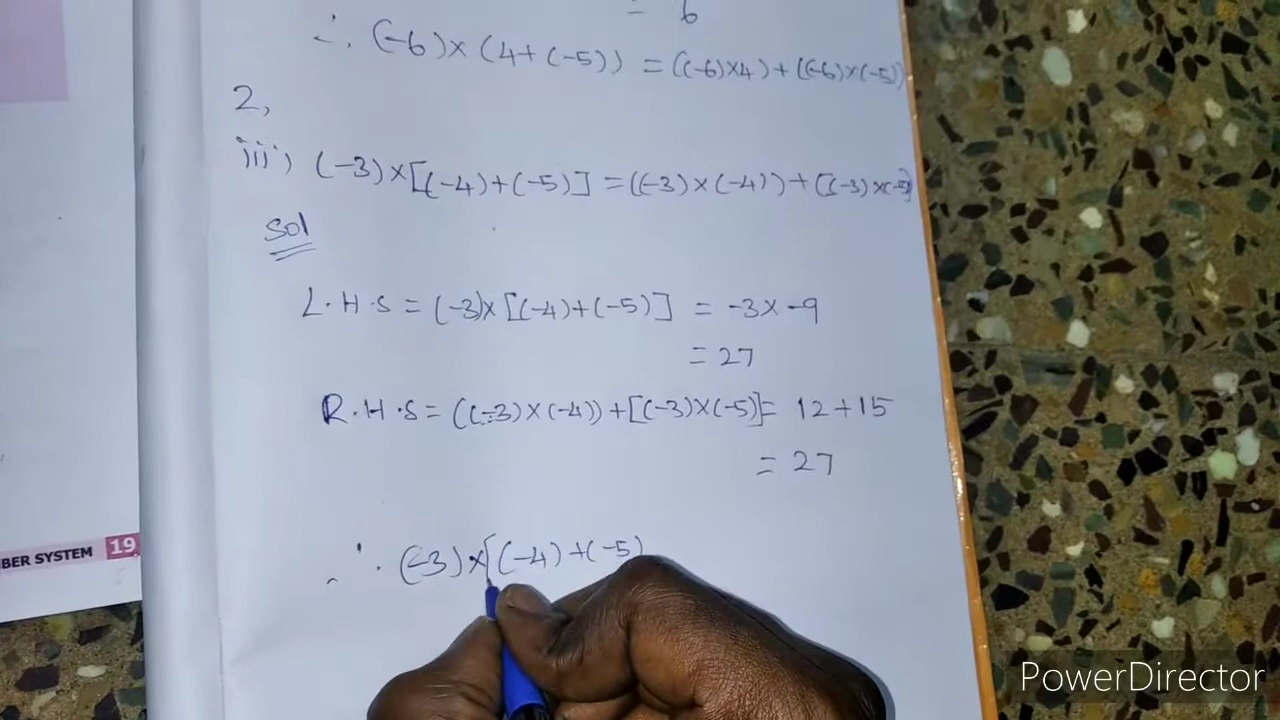 = 6
∴ (-6)×(4+(-5)) = ((-6)×4)+((-6)×(-5))
2,
iii) (-3)×[(-4)+(-5)] = ((-3)×(-4))+[(-3)×(-5)]
Sol
L.H.S = (-3)×[(-4)+(-5)] = -3×-9
= 27
R.H.S = ((-3)×(-4))+[(-3)×(-5)]= 12+15
= 27
∴ (-3)×[(-4)+(-5)
BER SYSTEM 19
PowerDirector